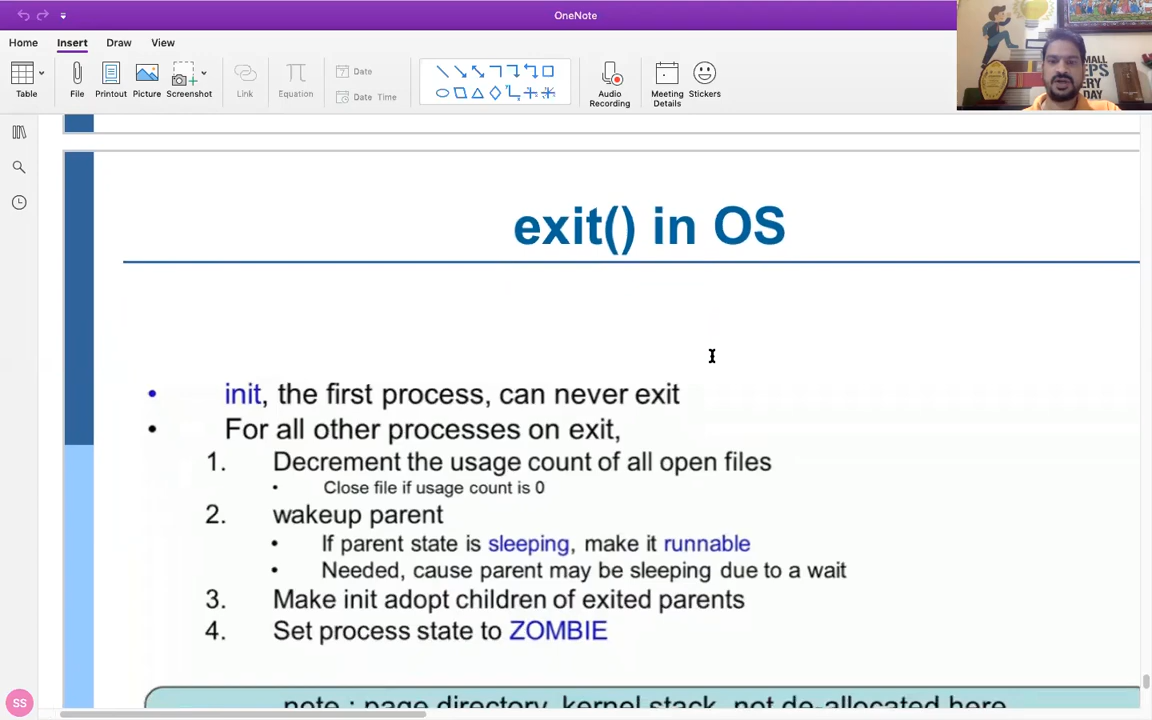 OneNote
Home
Insert
Draw
View
Table
File
Printout
Picture
Screenshot
Link
Equation
Date
Date Time
Audio
Recording
Meeting
Details
Stickers
exit() in OS
• init, the first process, can never exit
• For all other processes on exit,
1. Decrement the usage count of all open files
• Close file if usage count is 0
2. wakeup parent
• If parent state is sleeping, make it runnable
• Needed, cause parent may be sleeping due to a wait
3. Make init adopt children of exited parents
4. Set process state to ZOMBIE
note : page directory, kernel stack, not de-allocated here
SS